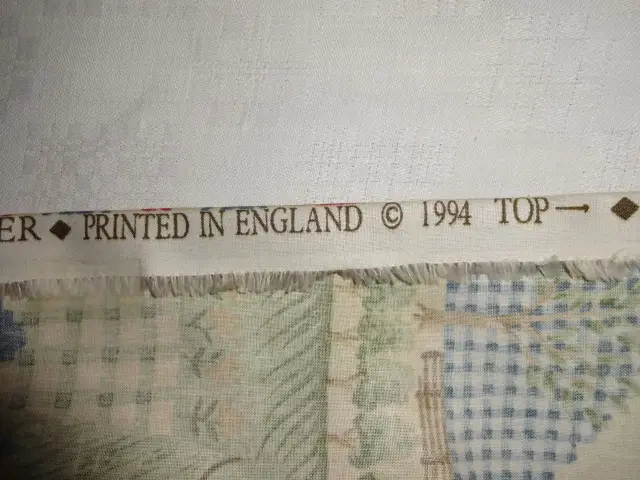 ER ◆ PRINTED IN ENGLAND © 1994 TOP→ ◆